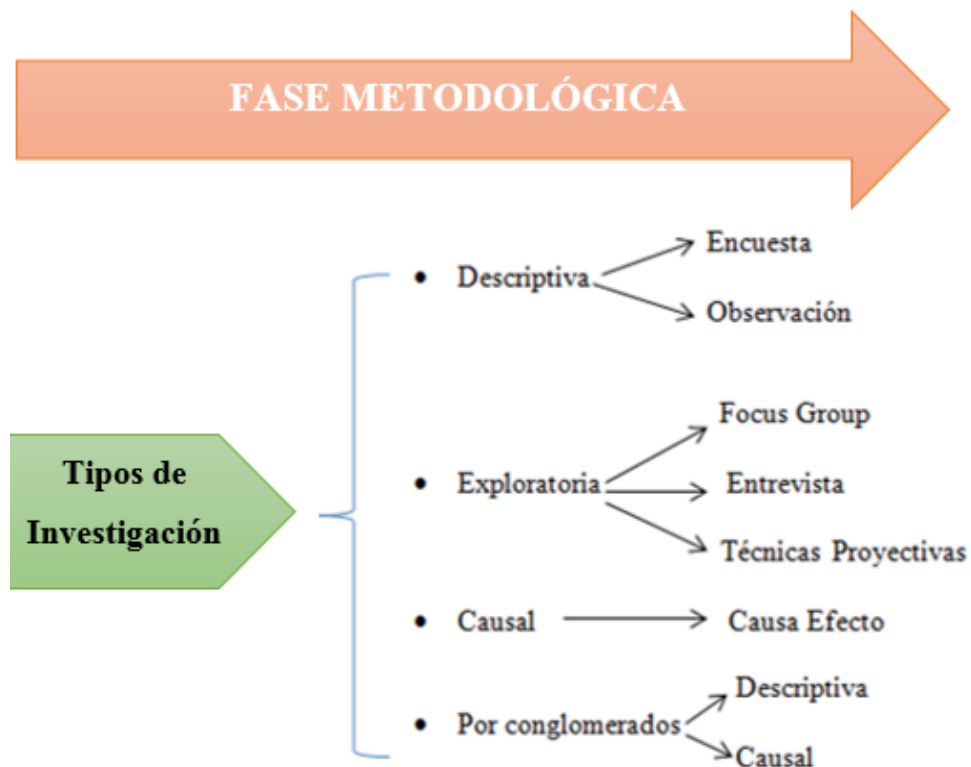 FASE METODOLÓGICA
Tipos de
Investigación
• Descriptiva
Encuesta
Observación
• Exploratoria
Focus Group
Entrevista
Técnicas Proyectivas
• Causal
Causa Efecto
• Por conglomerados
Descriptiva
Causal